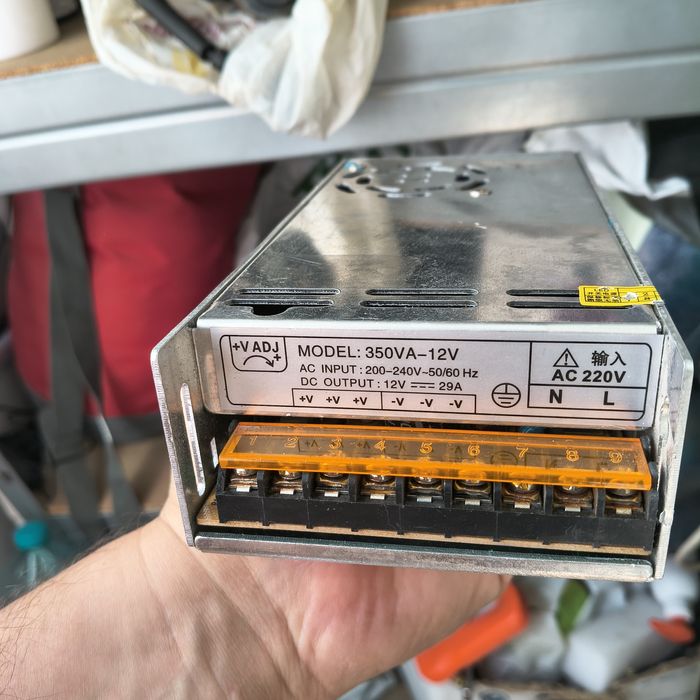 +V ADJ
+
MODEL: 350VA-12V
AC INPUT : 200-240V~50/60 Hz
DC OUTPUT : 12V ⎓ 29A
+V +V +V -V -V -V
输入
AC 220V
N L
1 2 3 4 5 6 7 8 9